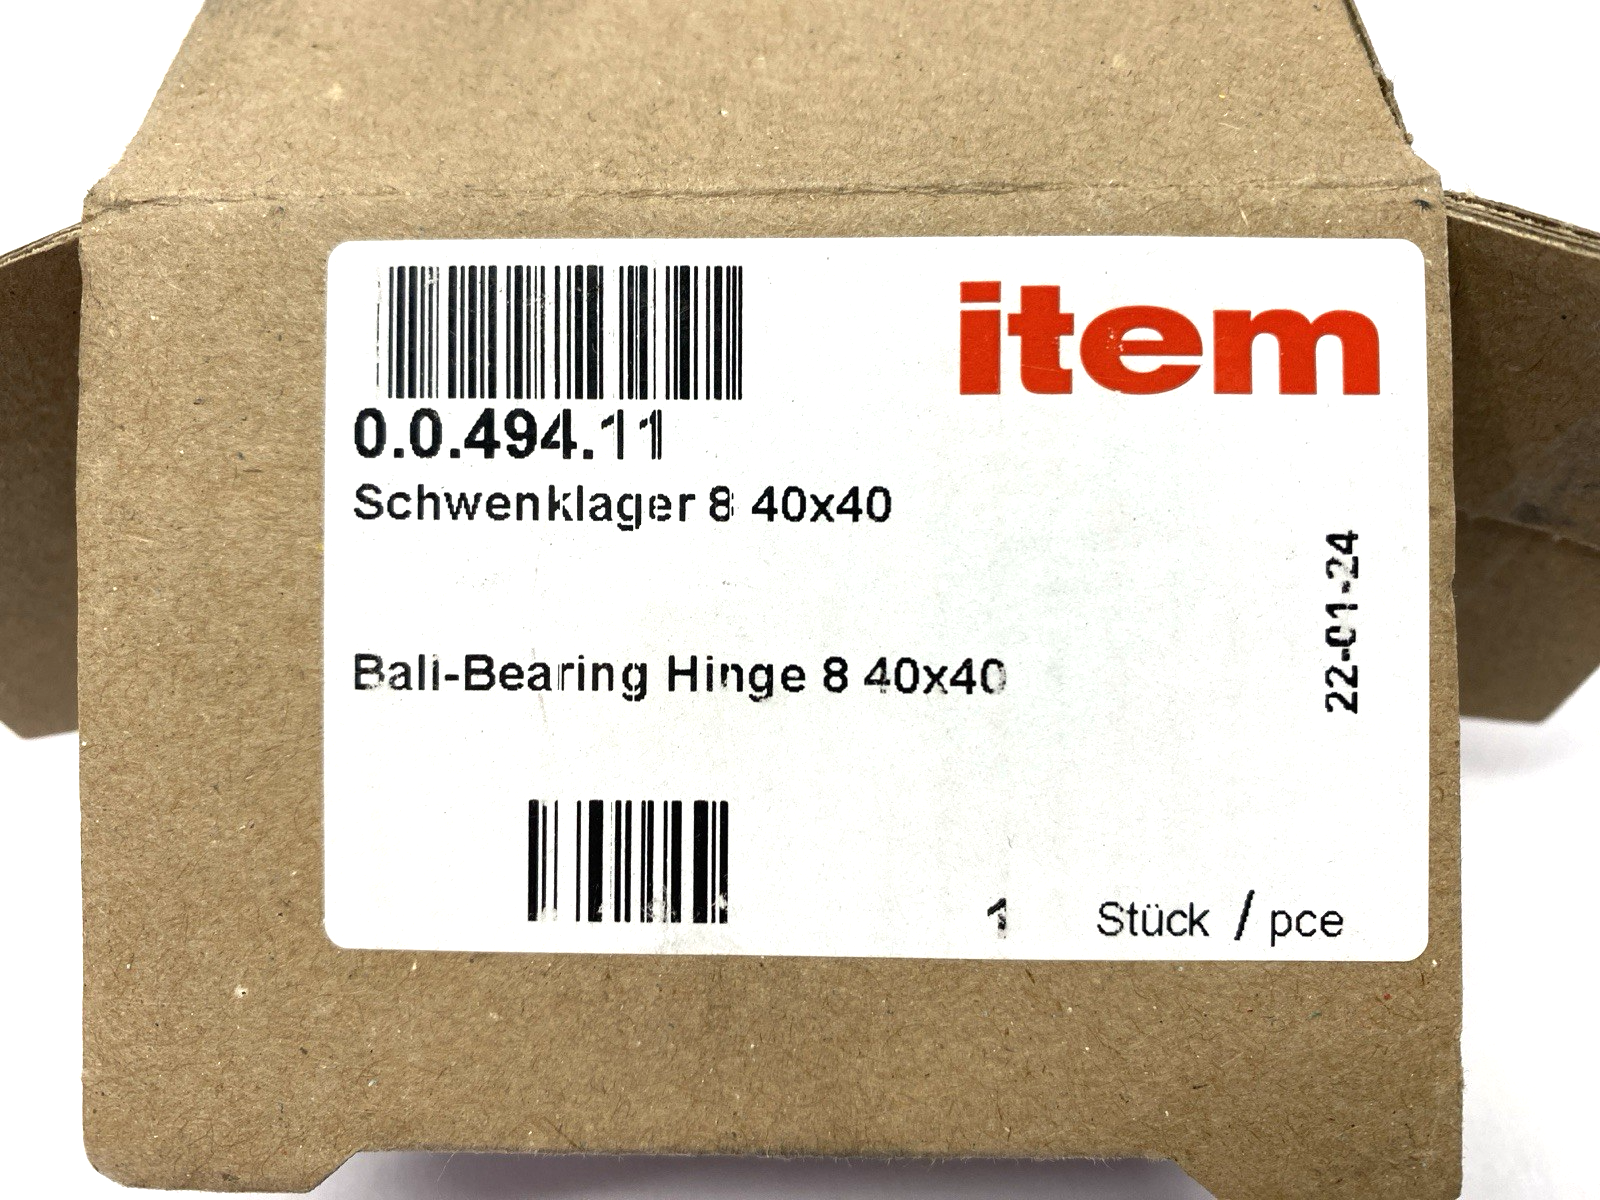 item
0.0.494.11
Schwenklager 8 40x40
22-01-24
Ball-Bearing Hinge 8 40x40
1 Stück / pce